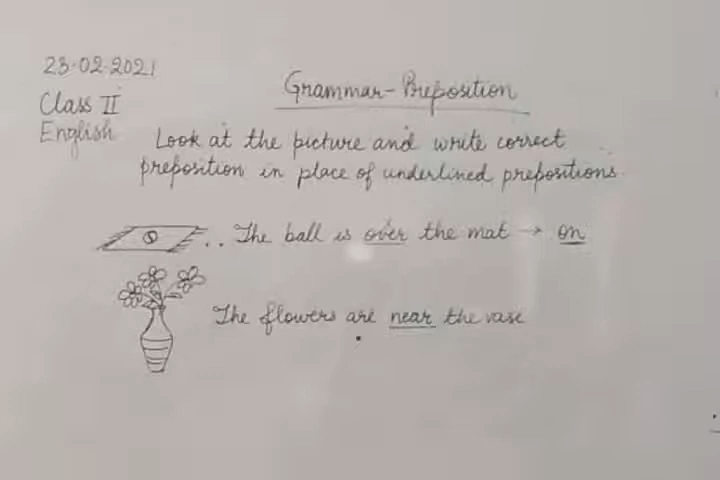 23-02-2021
Class II
English
Grammar-Preposition
Look at the picture and write correct
preposition in place of underlined prepositions.
The ball is over the mat → on
The flowers are near the vase